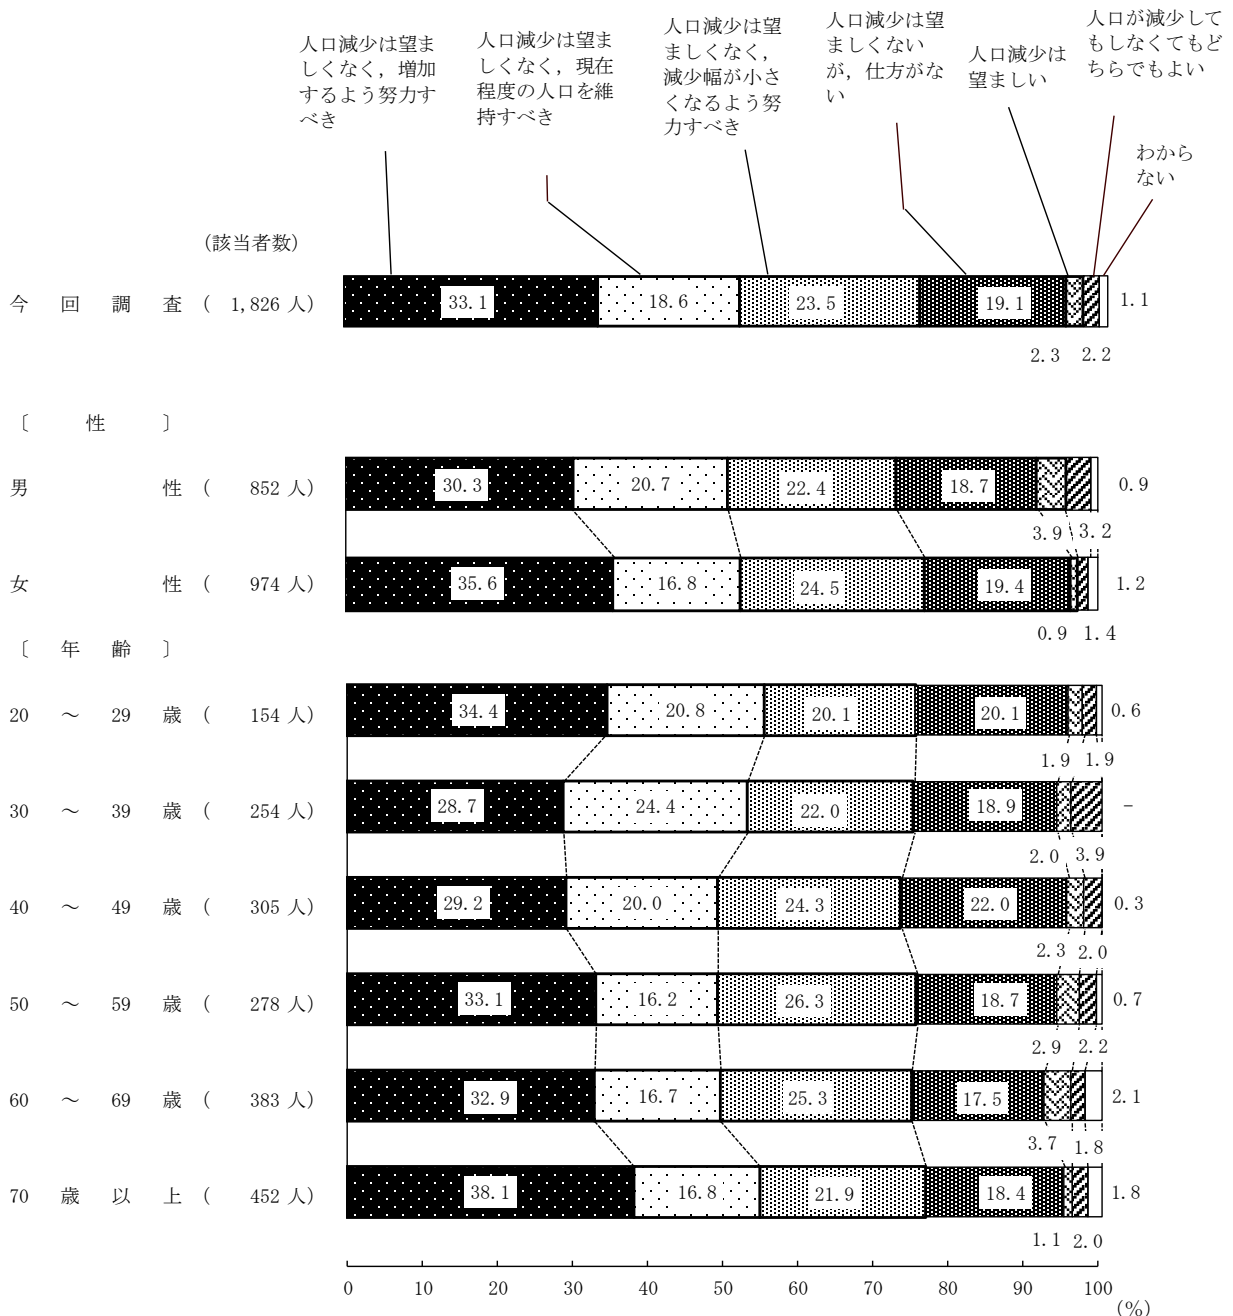 人口減少は望ま
しくなく，増加
するよう努力す
べき
人口減少は望ま
しくなく，現在
程度の人口を維
持すべき
人口減少は望
ましくなく，
減少幅が小さ
くなるよう努
力すべき
人口減少は望
ましくない
が，仕方がな
い
人口減少は
望ましい
人口が減少して
もしなくてもど
ちらでもよい
わから
ない
（該当者数）
今回調査（ 1,826 人） 33.1 18.6 23.5 19.1 1.1
2.3 2.2
〔 性 〕
男性（ 852 人） 30.3 20.7 22.4 18.7 0.9
3.9 3.2
女性（ 974 人） 35.6 16.8 24.5 19.4 1.2
0.9 1.4
〔 年 齢 〕
20 ～ 29 歳（ 154 人） 34.4 20.8 20.1 20.1 0.6
1.9 1.9
30 ～ 39 歳（ 254 人） 28.7 24.4 22.0 18.9 −
2.0 3.9
40 ～ 49 歳（ 305 人） 29.2 20.0 24.3 22.0 0.3
2.3 2.0
50 ～ 59 歳（ 278 人） 33.1 16.2 26.3 18.7 0.7
2.9 2.2
60 ～ 69 歳（ 383 人） 32.9 16.7 25.3 17.5 2.1
3.7 1.8
70 歳以上（ 452 人） 38.1 16.8 21.9 18.4 1.8
1.1 2.0
0 10 20 30 40 50 60 70 80 90 100
(%)